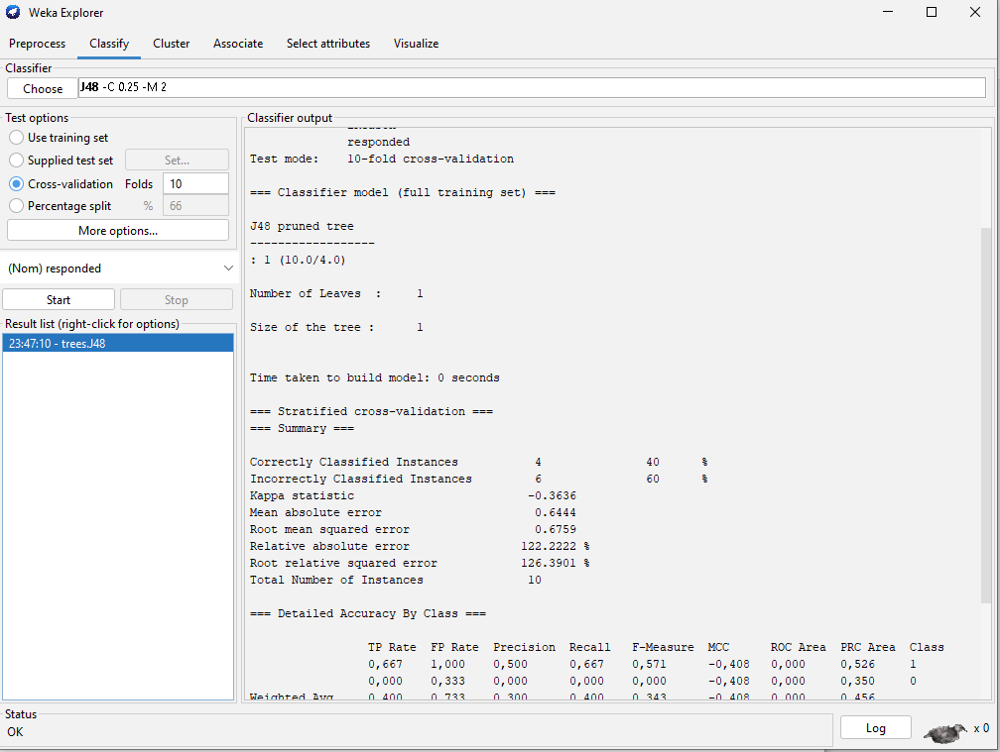 Weka Explorer
Preprocess Classify Cluster Associate Select attributes Visualize
Classifier
Choose J48 -C 0.25 -M 2
Test options
Use training set
Supplied test set Set...
Cross-validation Folds 10
Percentage split % 66
More options...
(Nom) responded
Start Stop
Result list (right-click for options)
23:47:10 - trees.J48
Classifier output
responded
Test mode: 10-fold cross-validation
=== Classifier model (full training set) ===
J48 pruned tree
------------------
: 1 (10.0/4.0)
Number of Leaves : 1
Size of the tree : 1
Time taken to build model: 0 seconds
=== Stratified cross-validation ===
=== Summary ===
Correctly Classified Instances 4 40 %
Incorrectly Classified Instances 6 60 %
Kappa statistic -0.3636
Mean absolute error 0.6444
Root mean squared error 0.6759
Relative absolute error 122.2222 %
Root relative squared error 126.3901 %
Total Number of Instances 10
=== Detailed Accuracy By Class ===
TP Rate FP Rate Precision Recall F-Measure MCC ROC Area PRC Area Class
0,667 1,000 0,500 0,667 0,571 -0,408 0,000 0,526 1
0,000 0,333 0,000 0,000 0,000 -0,408 0,000 0,350 0
Weighted Avg. 0,400 0,733 0,300 0,400 0,343 -0,408 0,000 0,456
Status
OK
Log
x 0